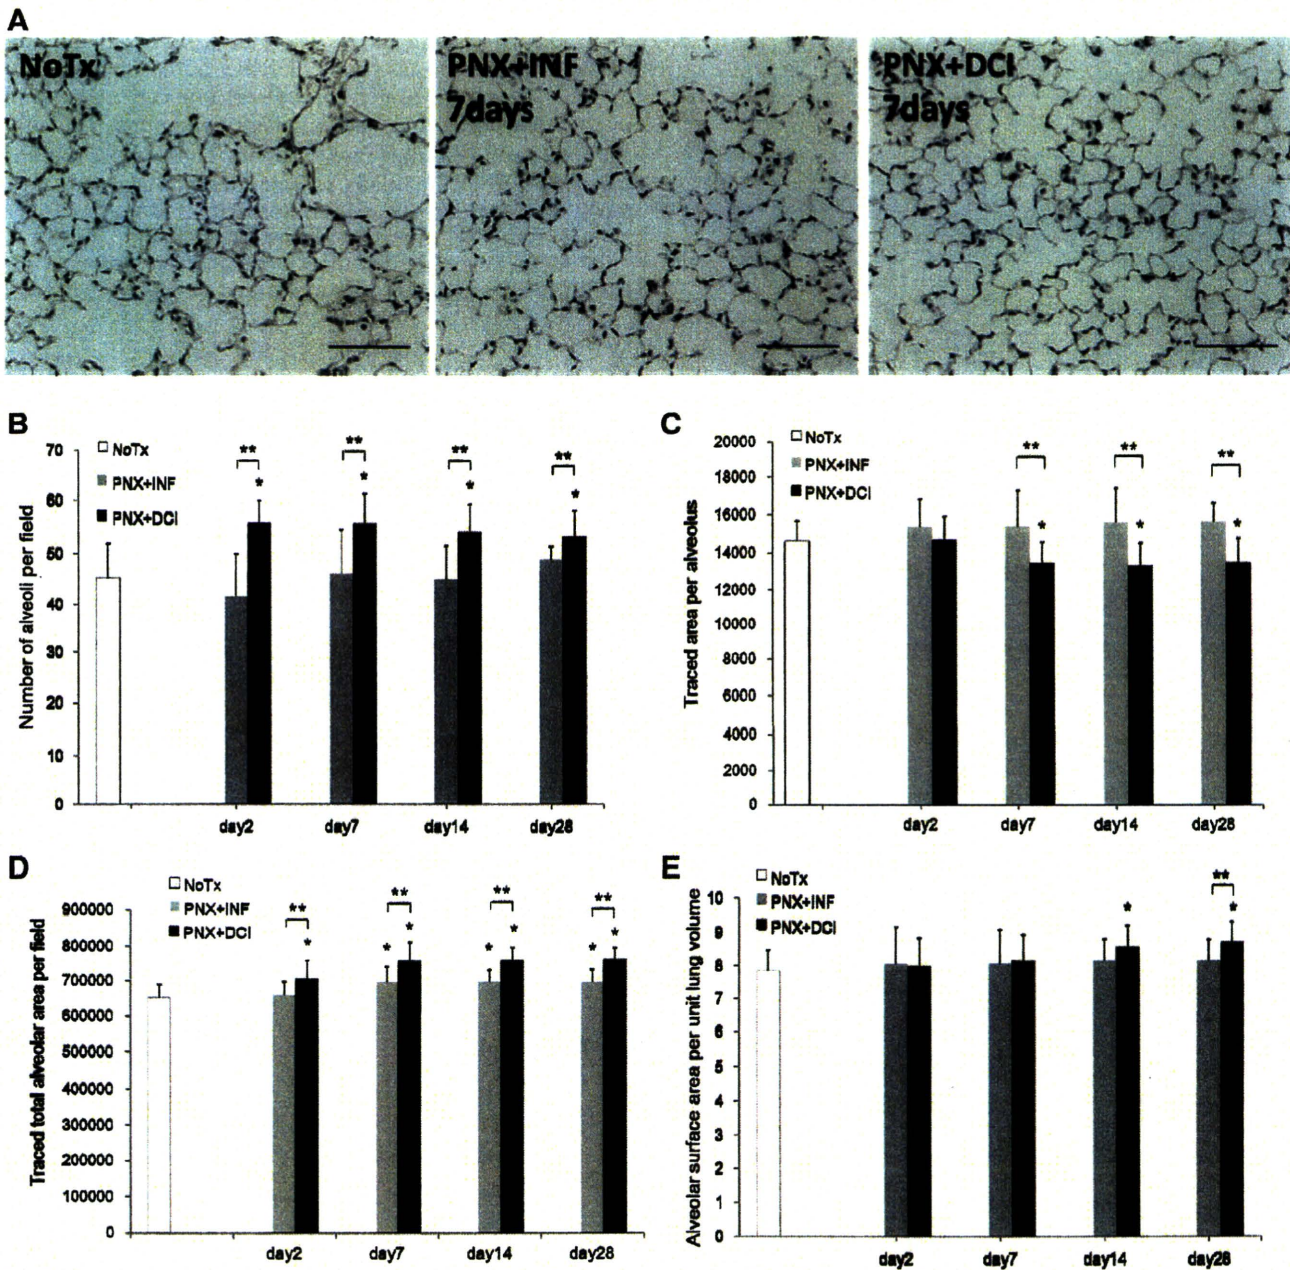 A
NoTx
PNX+INF
7days
PNX+DCI
7days
B
Number of alveoli per field
70
60
50
40
30
20
10
0
NoTx
PNX+INF
PNX+DCI
**
**
**
**
*
*
*
*
day2
day7
day14
day28
C
Traced area per alveolus
20000
18000
16000
14000
12000
10000
8000
6000
4000
2000
0
NoTx
PNX+INF
PNX+DCI
**
**
**
*
*
*
day2
day7
day14
day28
D
Traced total alveolar area per field
900000
800000
700000
600000
500000
400000
300000
200000
100000
0
NoTx
PNX+INF
PNX+DCI
**
**
**
**
*
*
*
*
*
*
*
day2
day7
day14
day28
E
Alveolar surface area per unit lung volume
10
9
8
7
6
5
4
3
2
1
0
NoTx
PNX+INF
PNX+DCI
**
*
*
day2
day7
day14
day28